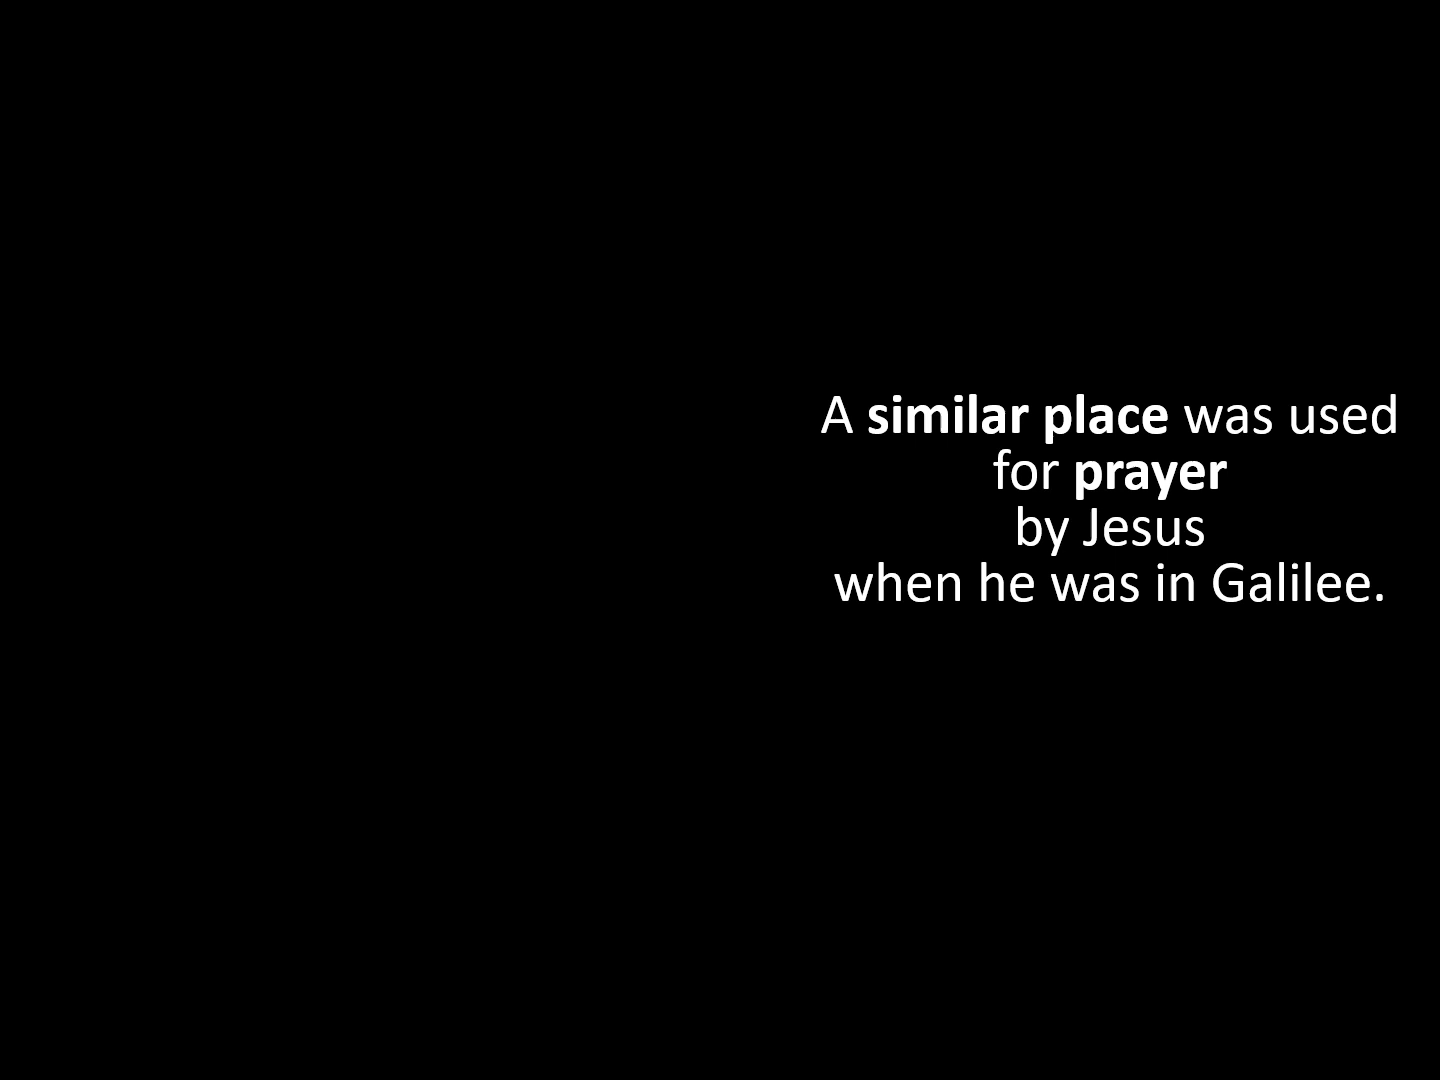 A similar place was used
for prayer
by Jesus
when he was in Galilee.